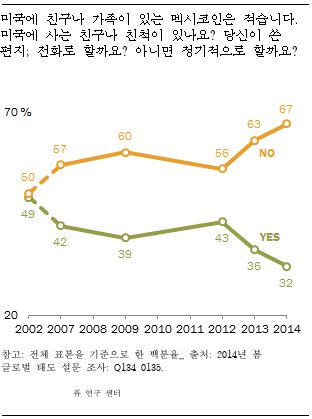 미국에 친구나 가족이 있는 멕시코인은 적습니다.
미국에 사는 친구나 친척이 있나요? 당신이 쓴
편지; 전화로 할까요? 아니면 정기적으로 할까요?
70 %
50 57 60 56 63 67
NO
49 42 39 43 36 32
YES
20
2002 2007 2009 2012 2013 2014
참고: 전체 표본을 기준으로 한 백분율_ 출처: 2014년 봄
글로벌 태도 설문 조사: Q134 0135.
퓨 연구 센터